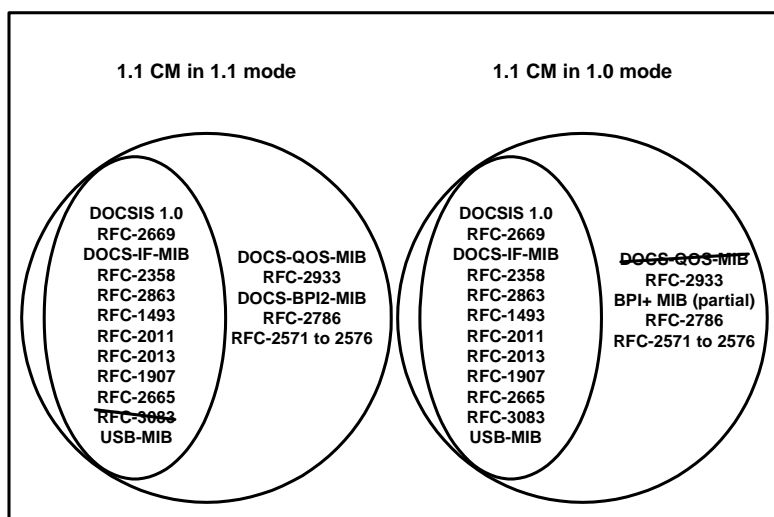 1.1 CM in 1.1 mode
DOCSIS 1.0
RFC-2669
DOCS-IF-MIB
RFC-2358
RFC-2863
RFC-1493
RFC-2011
RFC-2013
RFC-1907
RFC-2665
RFC-3083
USB-MIB
DOCS-QOS-MIB
RFC-2933
DOCS-BPI2-MIB
RFC-2786
RFC-2571 to 2576
1.1 CM in 1.0 mode
DOCSIS 1.0
RFC-2669
DOCS-IF-MIB
RFC-2358
RFC-2863
RFC-1493
RFC-2011
RFC-2013
RFC-1907
RFC-2665
RFC-3083
USB-MIB
DOCS-QOS-MIB
RFC-2933
BPI+ MIB (partial)
RFC-2786
RFC-2571 to 2576